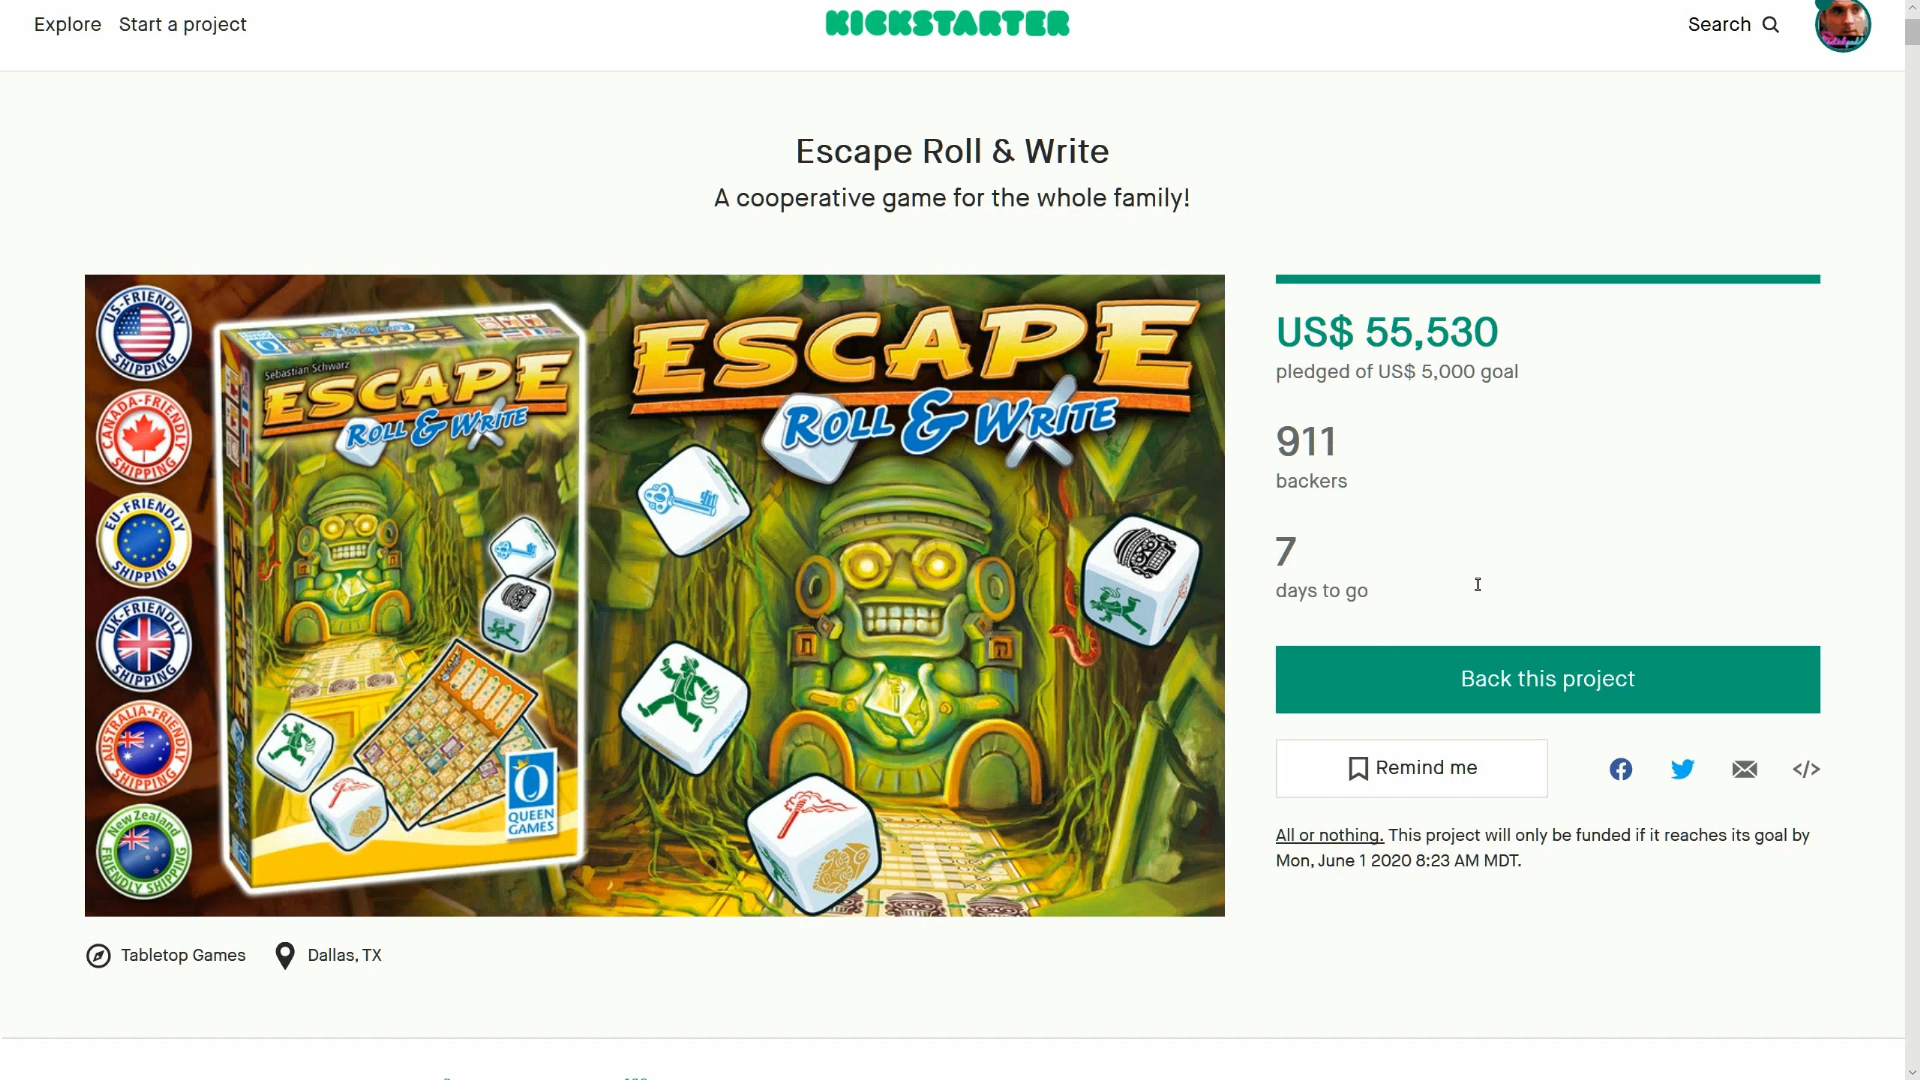 Explore Start a project
KICKSTARTER
Search
Escape Roll & Write
A cooperative game for the whole family!
US-FRIENDLY
SHIPPING
CANADA-FRIENDLY
SHIPPING
EU-FRIENDLY
SHIPPING
UK-FRIENDLY
SHIPPING
AUSTRALIA-FRIENDLY
SHIPPING
New Zealand
FRIENDLY SHIPPING
Sebastian Schwarz
ESCAPE
ROLL & WRITE
QUEEN
GAMES
ESCAPE
ROLL & WRITE
US$ 55,530
pledged of US$ 5,000 goal
911
backers
7
days to go
Back this project
Remind me
All or nothing. This project will only be funded if it reaches its goal by
Mon, June 1 2020 8:23 AM MDT.
Tabletop Games Dallas, TX